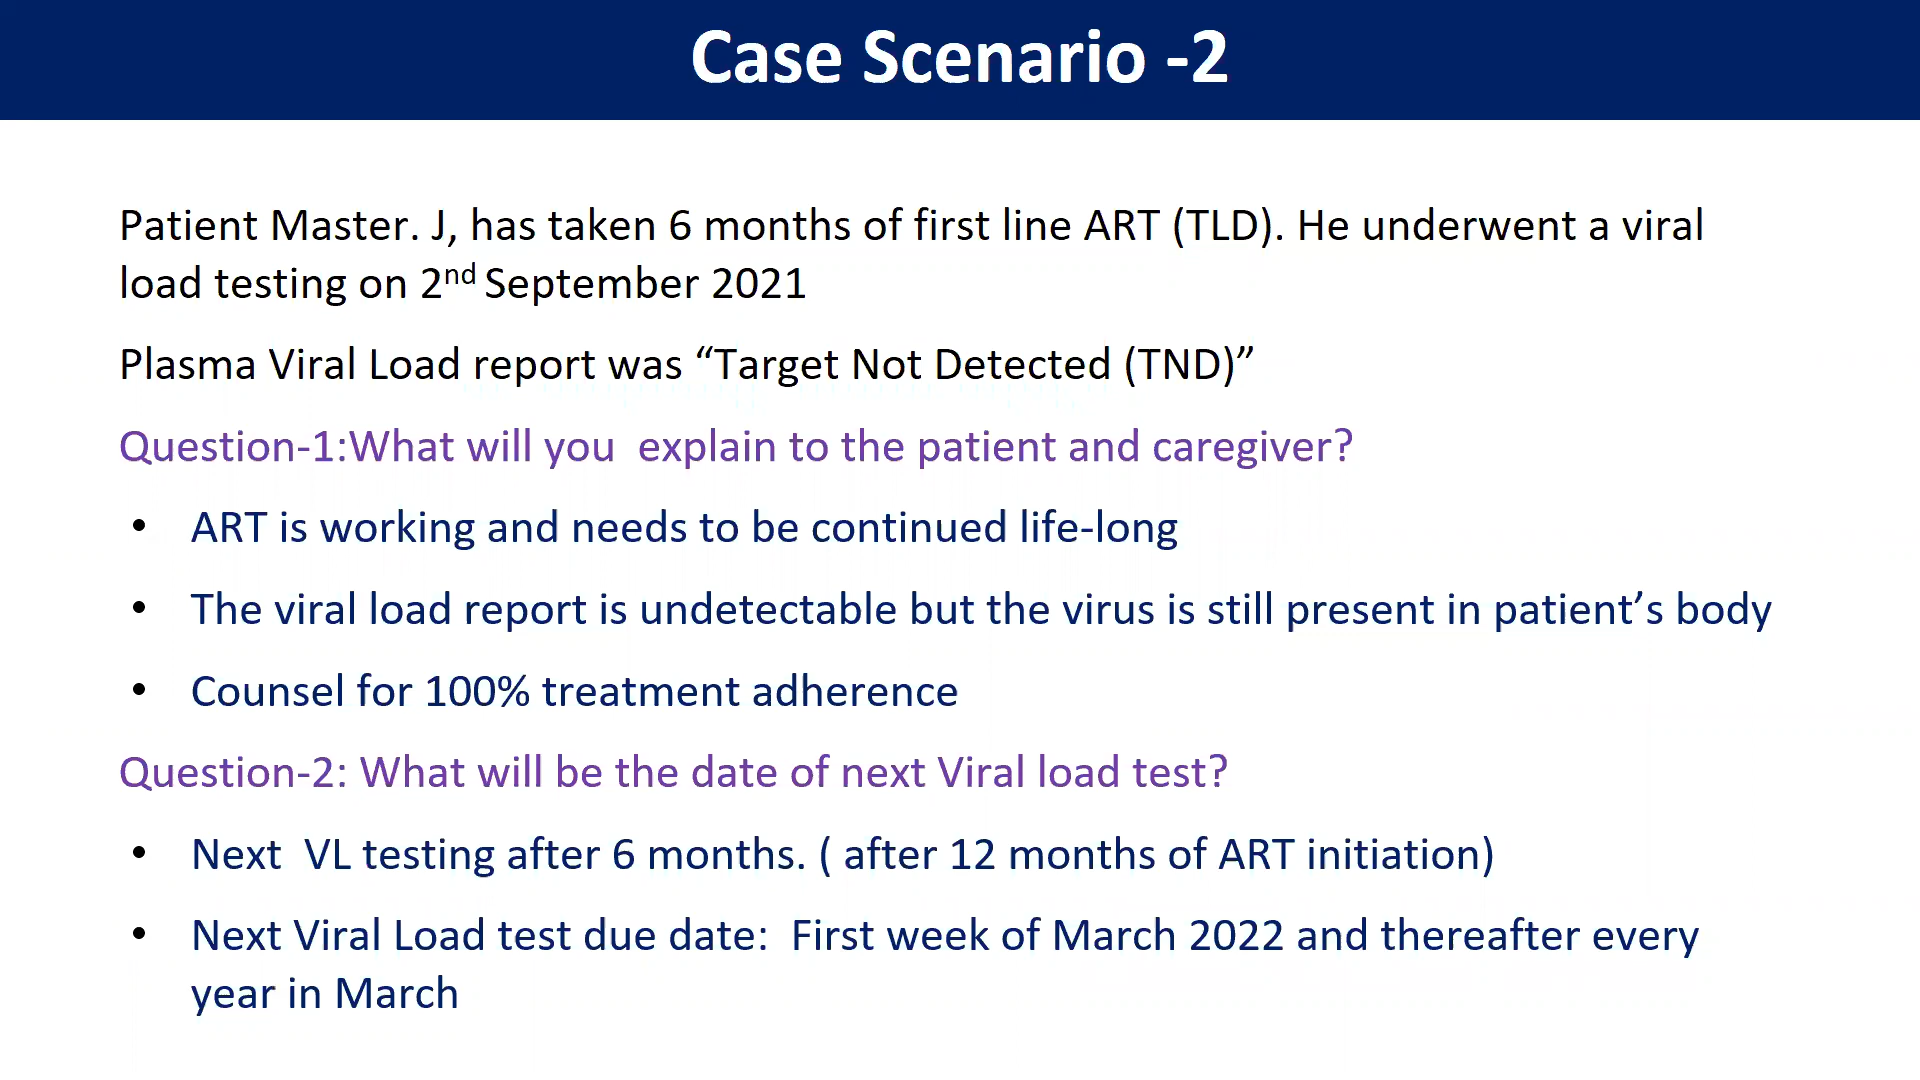 Case Scenario -2
Patient Master. J, has taken 6 months of first line ART (TLD). He underwent a viral
load testing on 2nd September 2021
Plasma Viral Load report was “Target Not Detected (TND)”
Question-1:What will you  explain to the patient and caregiver?
• ART is working and needs to be continued life-long
• The viral load report is undetectable but the virus is still present in patient’s body
• Counsel for 100% treatment adherence
Question-2: What will be the date of next Viral load test?
• Next  VL testing after 6 months. ( after 12 months of ART initiation)
• Next Viral Load test due date:  First week of March 2022 and thereafter every
year in March